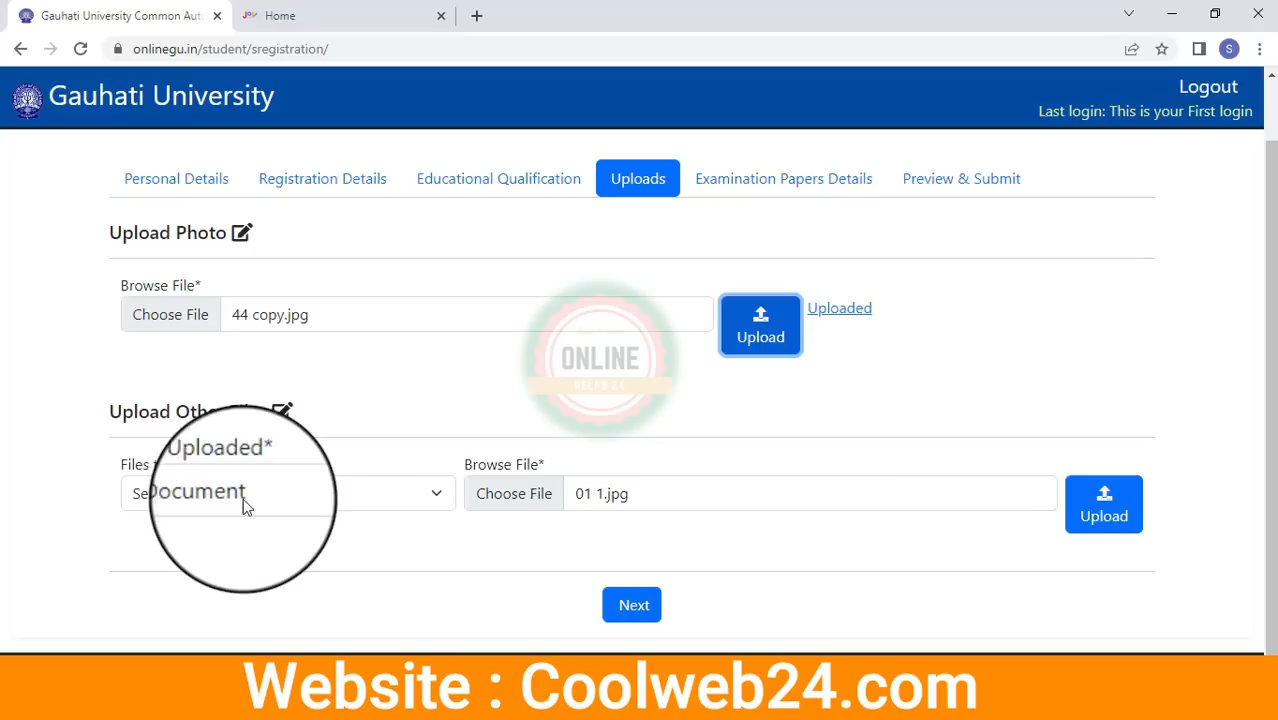 Gauhati University Common Aut
Home
onlinegu.in/student/sregistration/
S
Gauhati University
Logout
Last login: This is your First login
Personal Details
Registration Details
Educational Qualification
Uploads
Examination Papers Details
Preview & Submit
Upload Photo
Browse File*
Choose File
44 copy.jpg
Upload
Uploaded
ONLINE
HELPS 24
Upload Oth
Uploaded*
Files
Browse File*
Se
Document
Choose File
01 1.jpg
Upload
Next
Website : Coolweb24.com